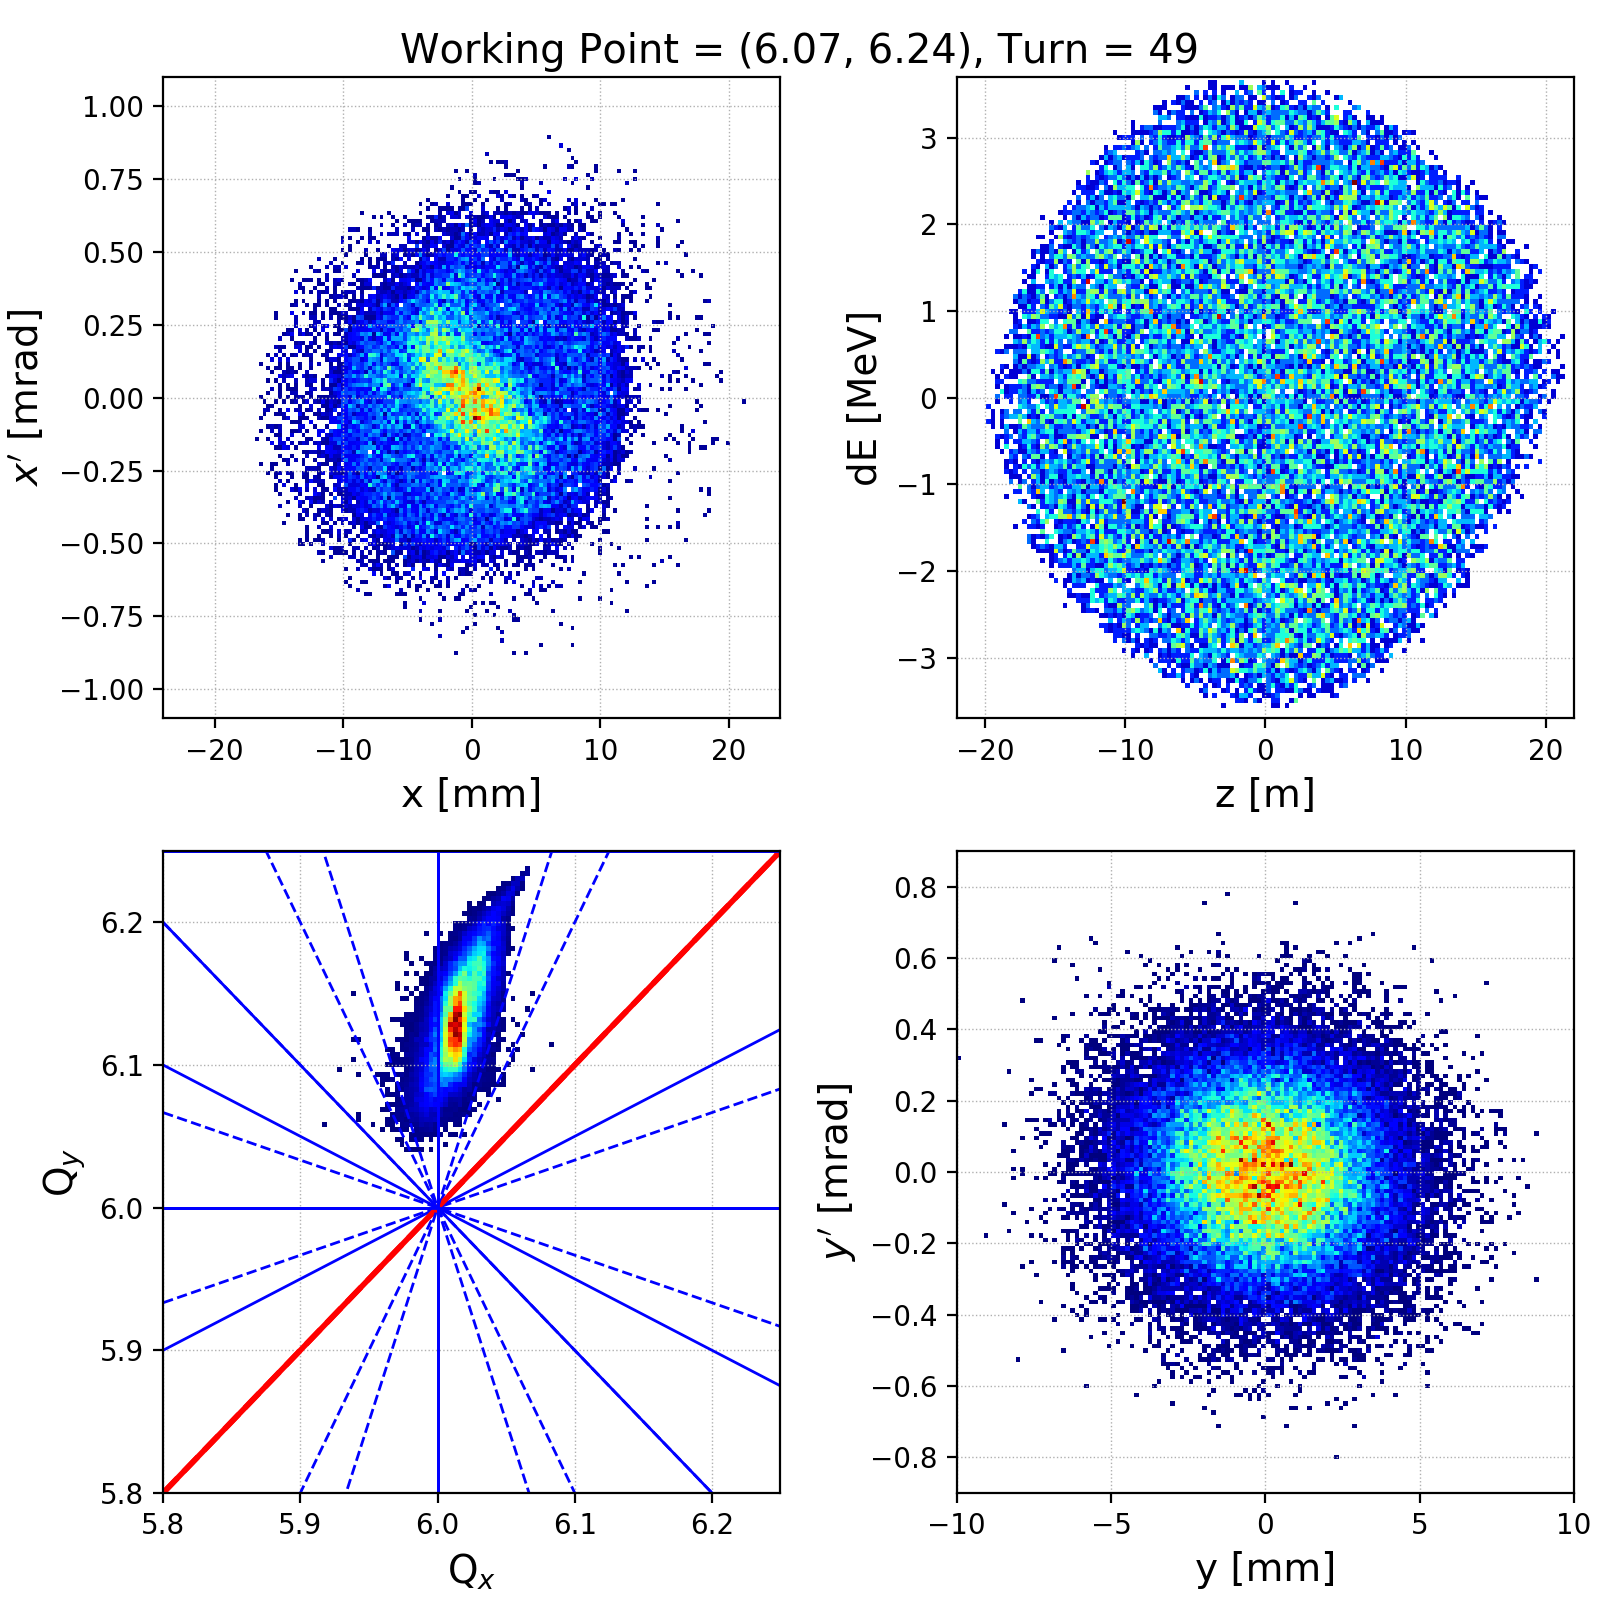 Working Point = (6.07, 6.24), Turn = 49
1.00
0.75
0.50
0.25
0.00
−0.25
−0.50
−0.75
−1.00
x′ [mrad]
−20 −10 0 10 20
x [mm]
3
2
1
0
−1
−2
−3
dE [MeV]
−20 −10 0 10 20
z [m]
6.2
6.1
6.0
5.9
5.8
Qy
5.8 5.9 6.0 6.1 6.2
Qx
0.8
0.6
0.4
0.2
0.0
−0.2
−0.4
−0.6
−0.8
y′ [mrad]
−10 −5 0 5 10
y [mm]